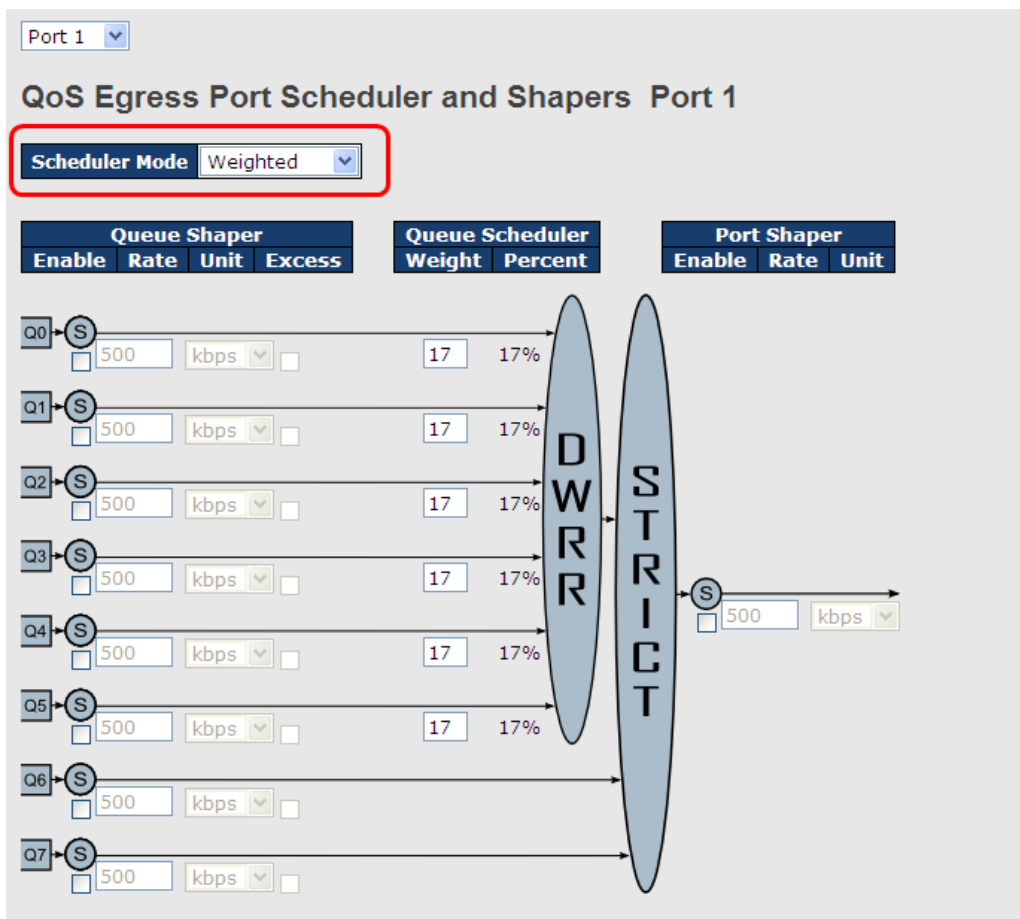 Port 1
QoS Egress Port Scheduler and Shapers Port 1
Scheduler Mode Weighted
Queue Shaper Queue Scheduler Port Shaper
Enable Rate Unit Excess Weight Percent Enable Rate Unit
Q0 S
500 kbps 17 17%
Q1 S
500 kbps 17 17%
Q2 S
500 kbps 17 17%
Q3 S
500 kbps 17 17%
Q4 S
500 kbps 17 17%
Q5 S
500 kbps 17 17%
Q6 S
500 kbps
Q7 S
500 kbps
DWRR
STRICT
S
500 kbps